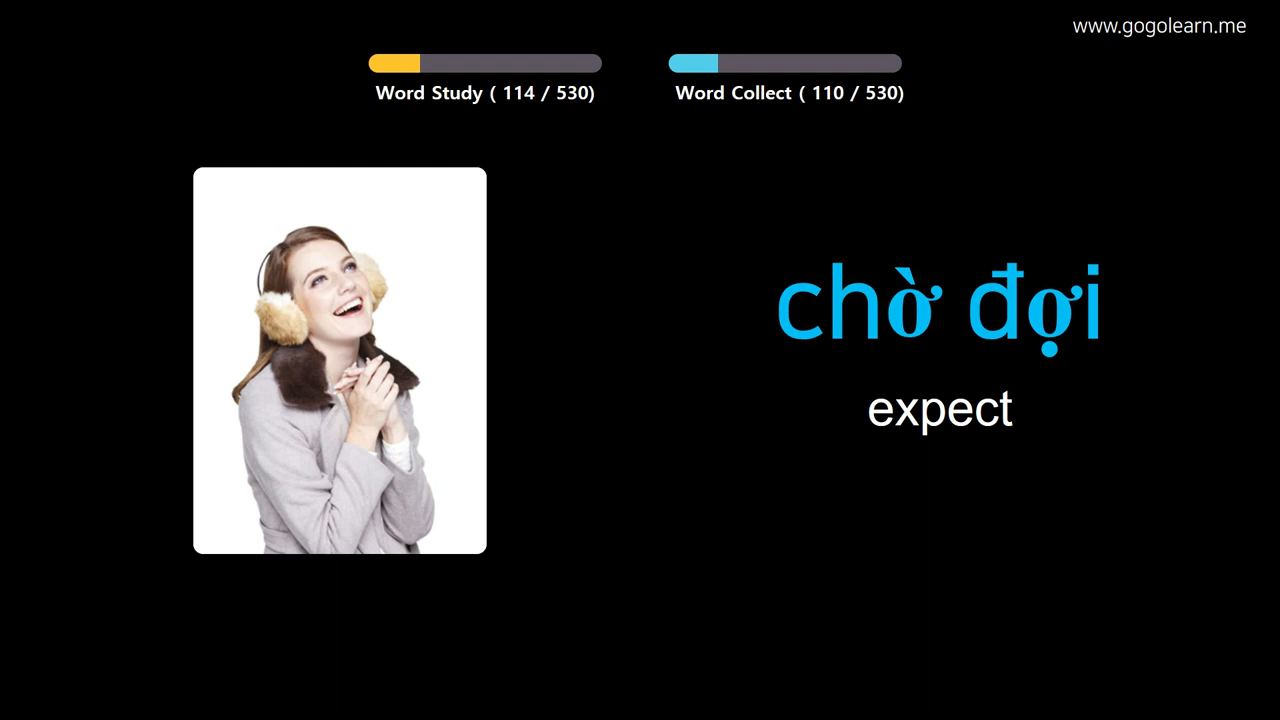 www.gogolearn.me
Word Study ( 114 / 530)
Word Collect ( 110 / 530)
chờ đợi
expect